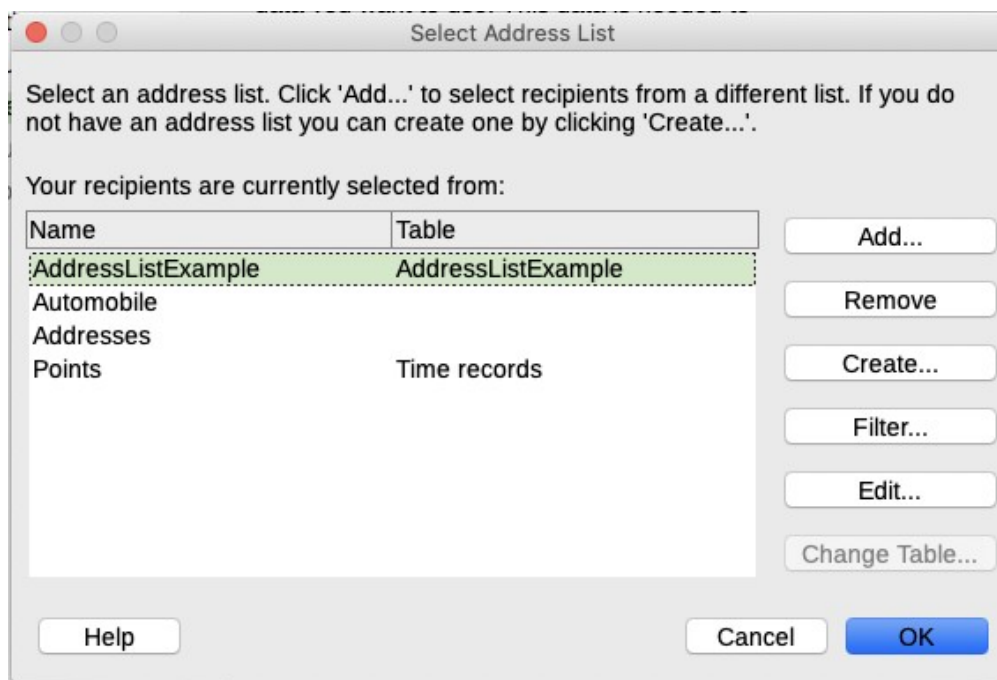 Select Address List
Select an address list. Click 'Add...' to select recipients from a different list. If you do
not have an address list you can create one by clicking 'Create...'.
Your recipients are currently selected from:
Name Table
AddressListExample AddressListExample
Automobile
Addresses
Points Time records
Add...
Remove
Create...
Filter...
Edit...
Change Table...
Help
Cancel
OK